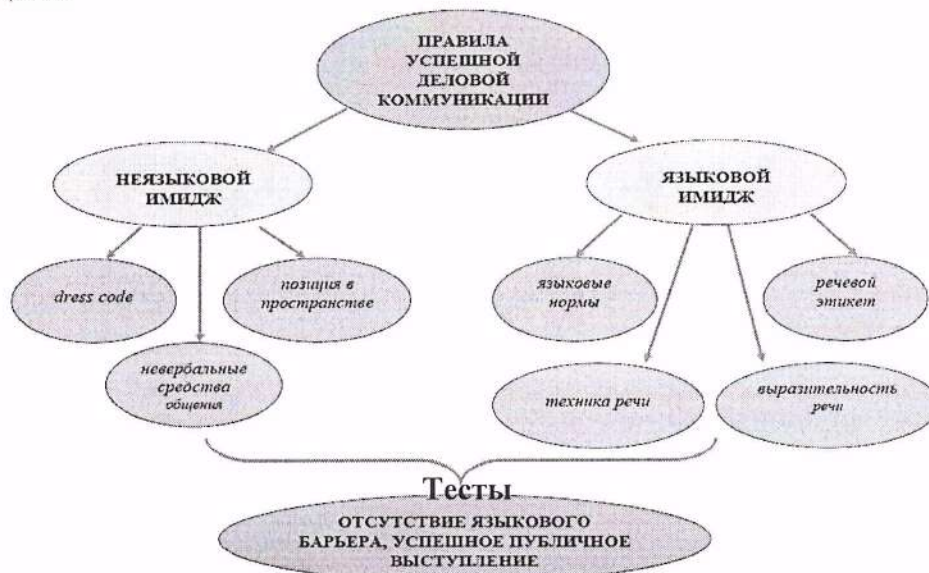 ПРАВИЛА
УСПЕШНОЙ
ДЕЛОВОЙ
КОММУНИКАЦИИ
НЕЯЗЫКОВОЙ
ИМИДЖ
ЯЗЫКОВОЙ
ИМИДЖ
dress code
позиция в
пространстве
языковые
нормы
речевой
этикет
невербальные
средства
общения
техника речи
выразительность
речи
Тесты
ОТСУТСТВИЕ ЯЗЫКОВОГО
БАРЬЕРА, УСПЕШНОЕ ПУБЛИЧНОЕ
ВЫСТУПЛЕНИЕ